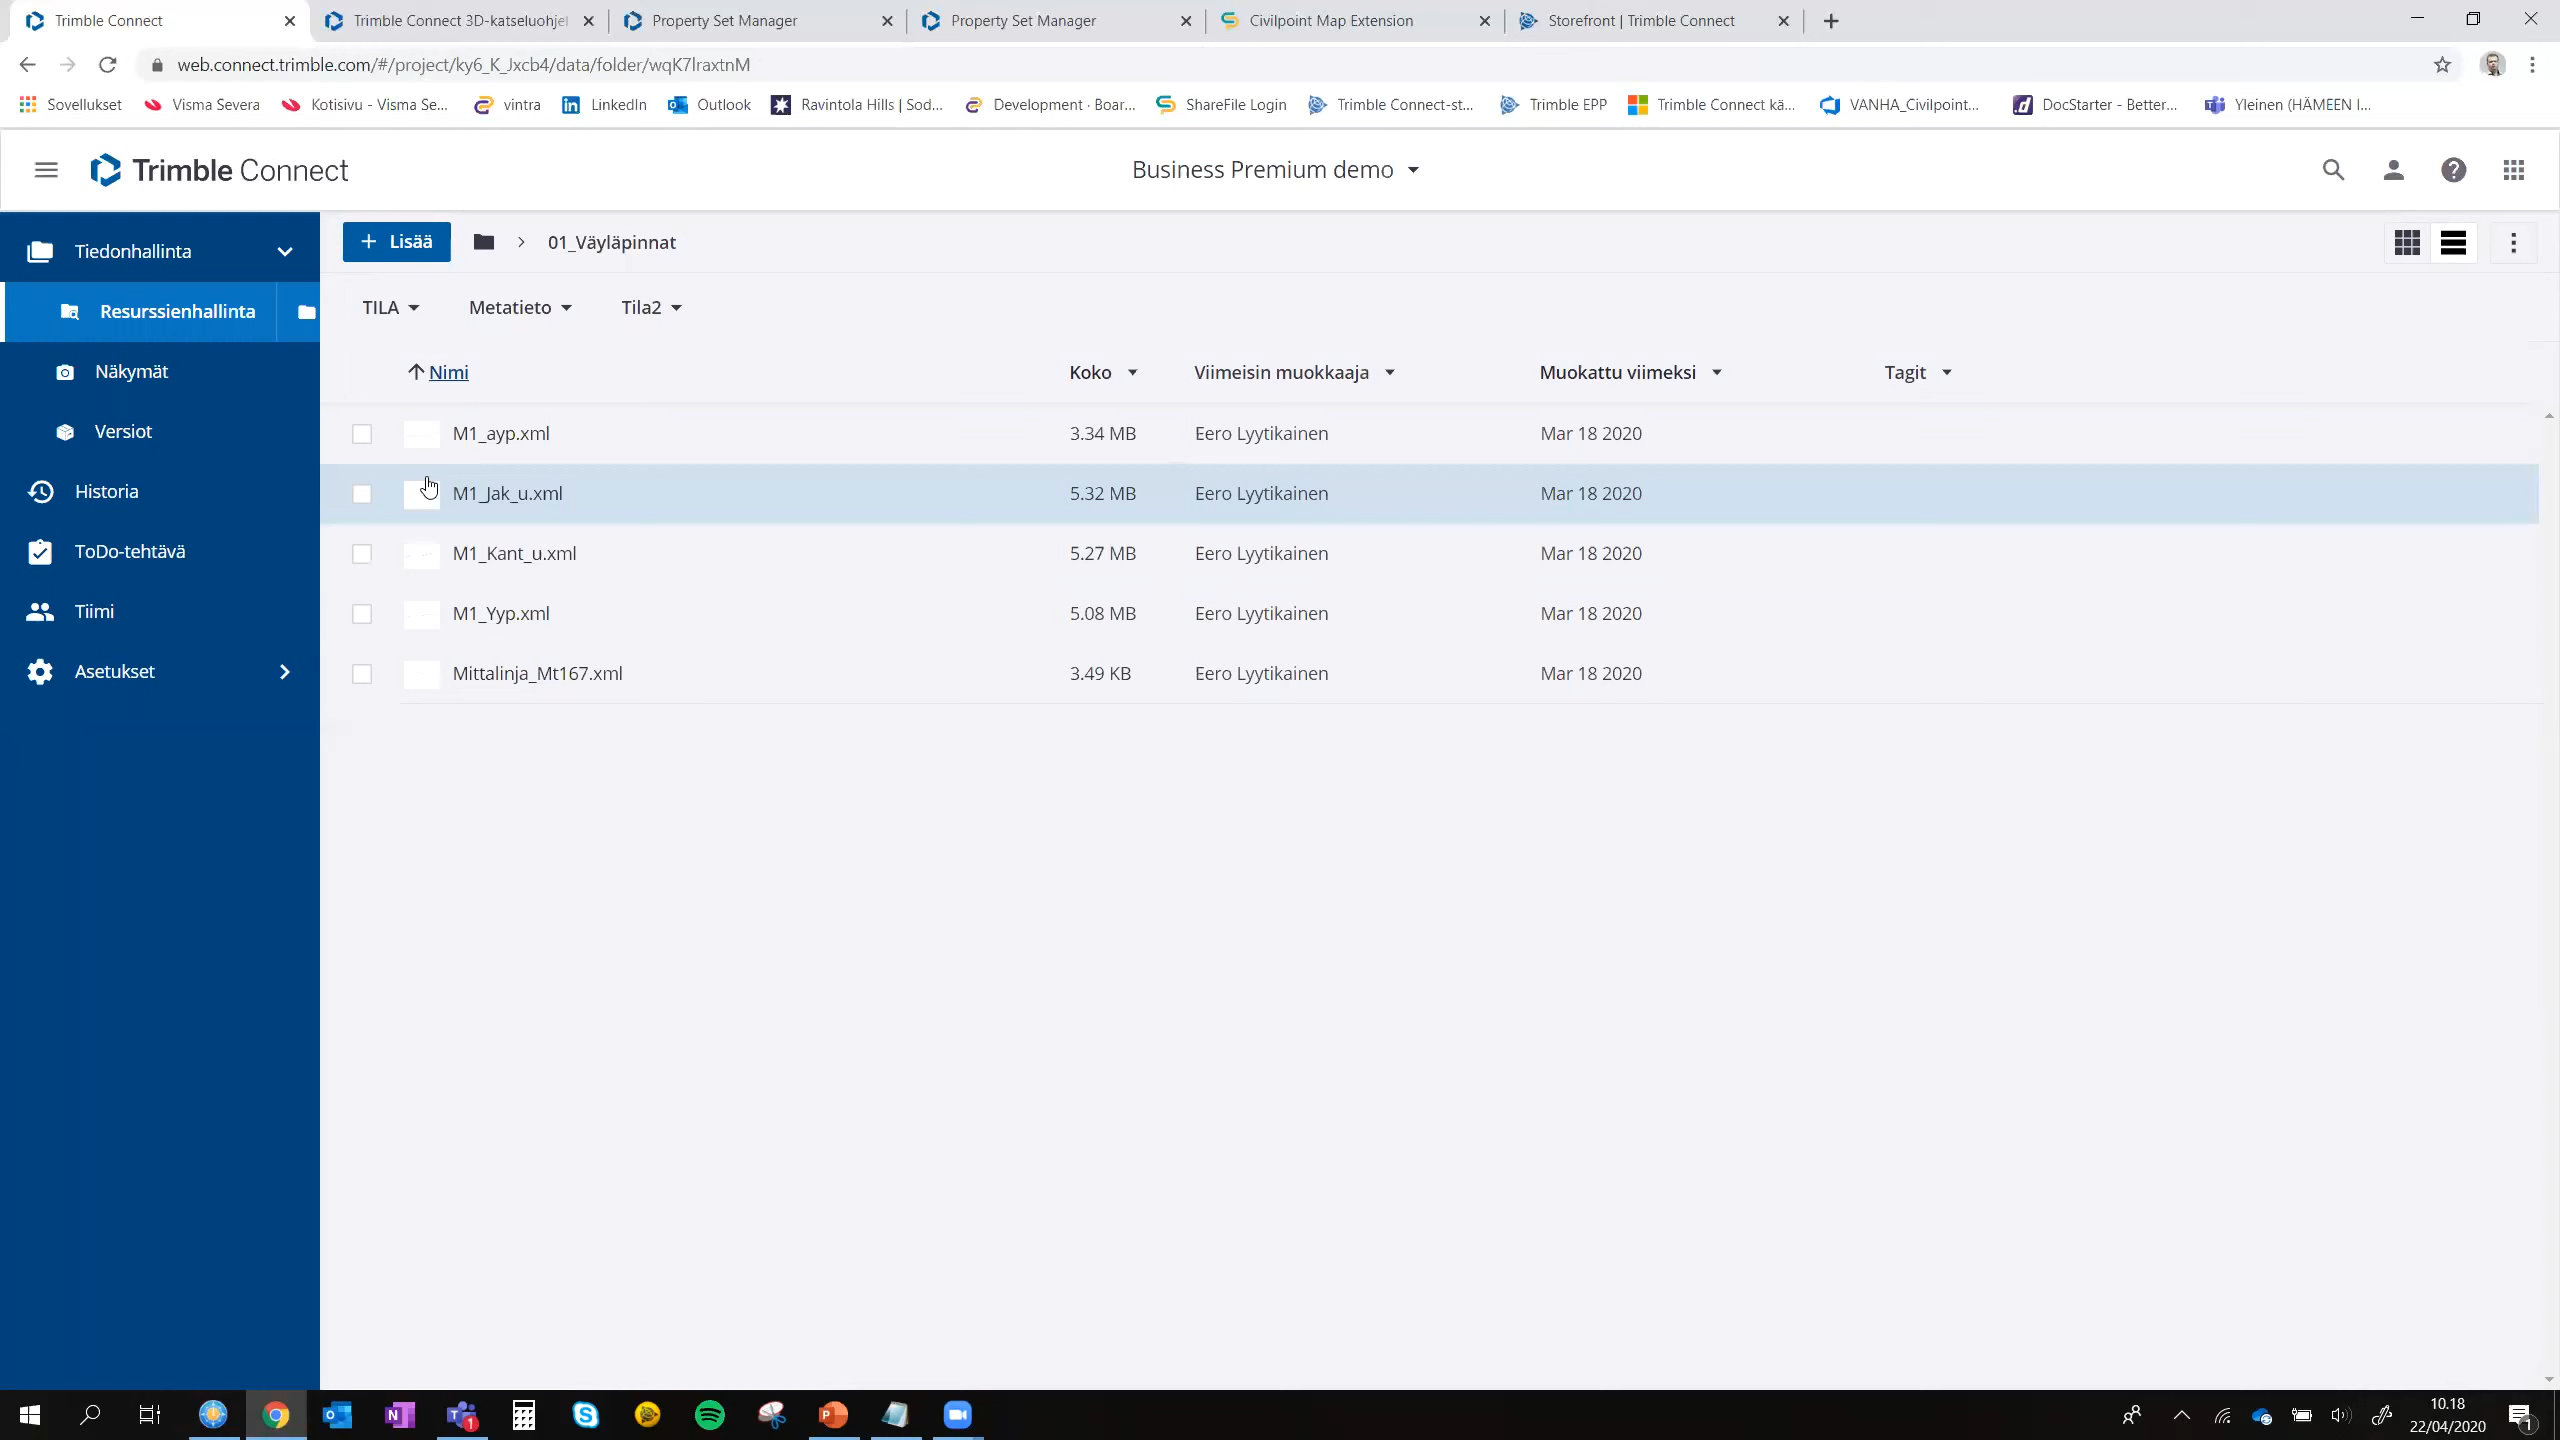 Trimble Connect
Trimble Connect 3D-katseluohjel
Property Set Manager
Property Set Manager
Civilpoint Map Extension
Storefront | Trimble Connect
web.connect.trimble.com/#/project/ky6_K_Jxcb4/data/folder/wqK7lraxtnM
Sovellukset
Visma Severa
Kotisivu - Visma Se...
vintra
LinkedIn
Outlook
Ravintola Hills | Sod...
Development · Boar...
ShareFile Login
Trimble Connect-st...
Trimble EPP
Trimble Connect kä...
VANHA_Civilpoint...
DocStarter - Better...
Yleinen (HÄMEEN I...
Trimble Connect
Business Premium demo
Tiedonhallinta
Resurssienhallinta
Näkymät
Versiot
Historia
ToDo-tehtävä
Tiimi
Asetukset
+ Lisää
> 01_Väyläpinnat
TILA Metatieto Tila2
Nimi Koko Viimeisin muokkaaja Muokattu viimeksi Tagit
M1_ayp.xml 3.34 MB Eero Lyytikainen Mar 18 2020
M1_Jak_u.xml 5.32 MB Eero Lyytikainen Mar 18 2020
M1_Kant_u.xml 5.27 MB Eero Lyytikainen Mar 18 2020
M1_Yyp.xml 5.08 MB Eero Lyytikainen Mar 18 2020
Mittalinja_Mt167.xml 3.49 KB Eero Lyytikainen Mar 18 2020
10.18
22/04/2020